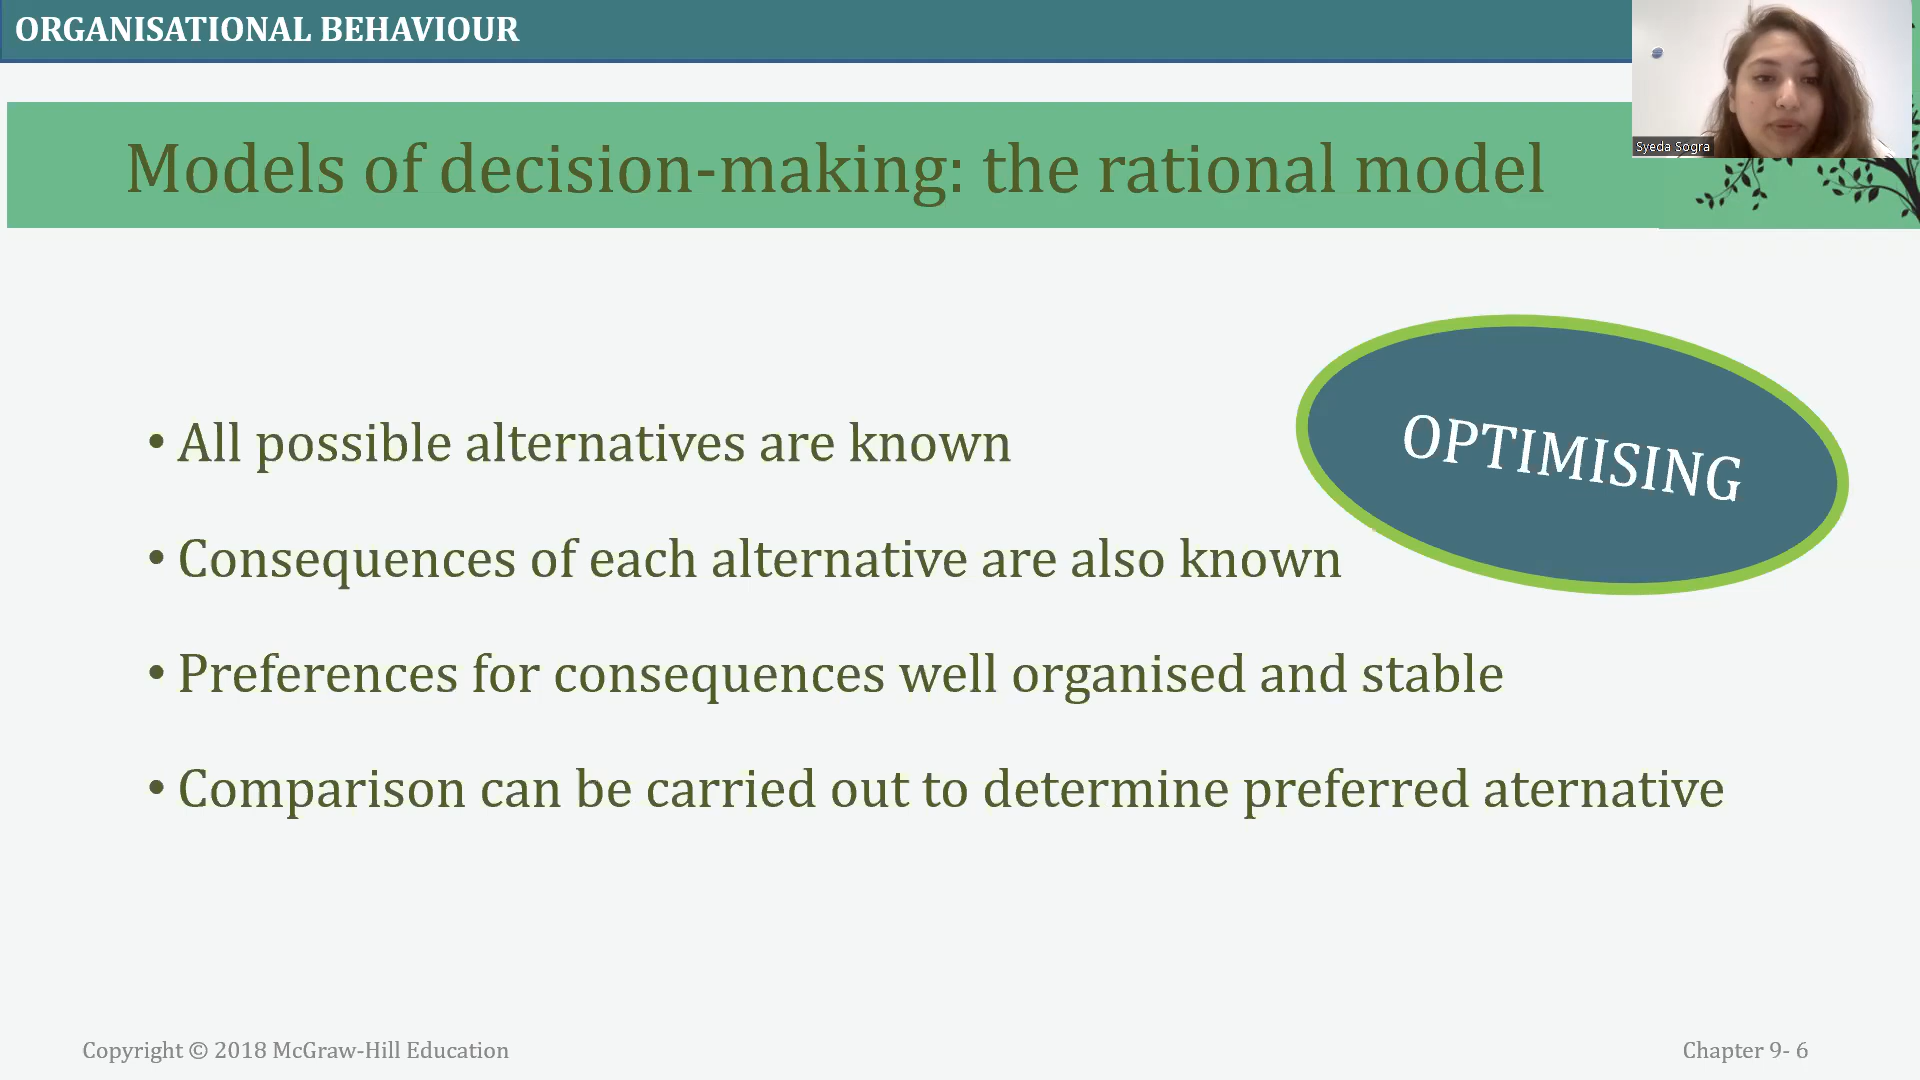 ORGANISATIONAL BEHAVIOUR
Syeda Sogra
Models of decision-making: the rational model
OPTIMISING
• All possible alternatives are known
• Consequences of each alternative are also known
• Preferences for consequences well organised and stable
• Comparison can be carried out to determine preferred aternative
Copyright © 2018 McGraw-Hill Education
Chapter 9- 6